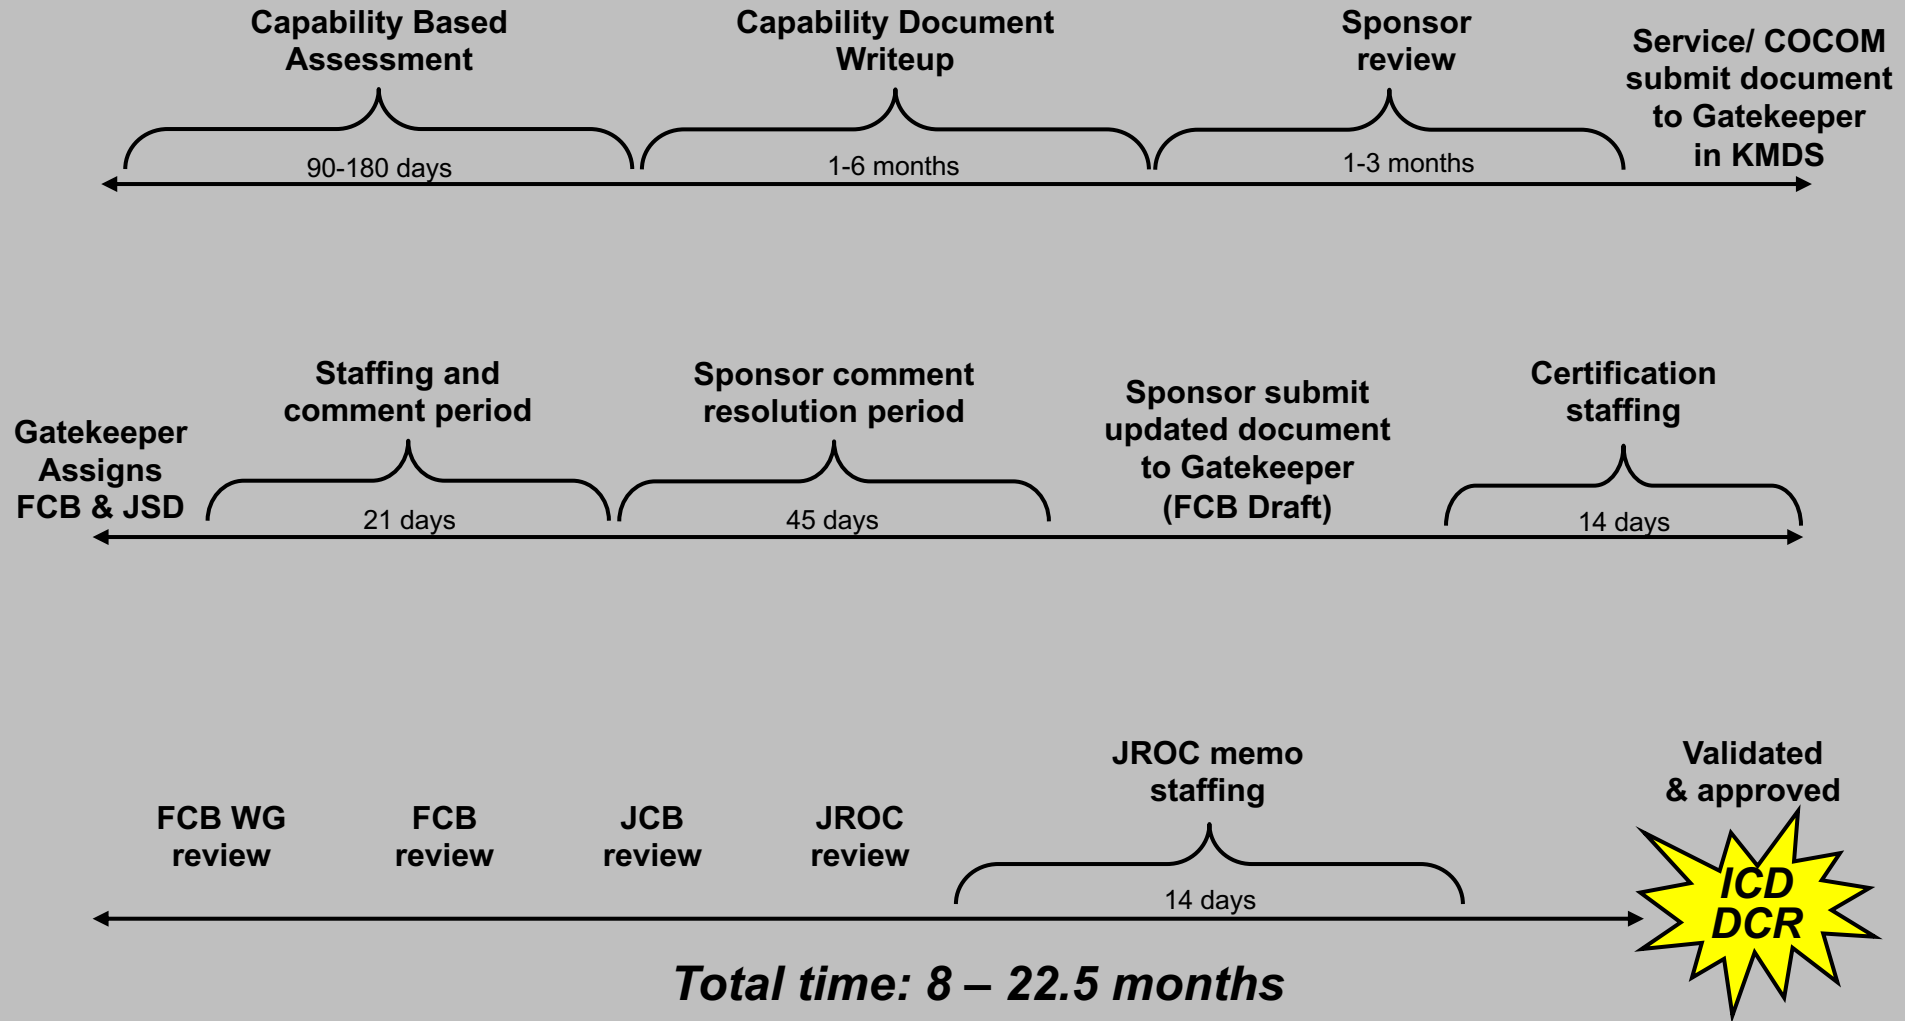 Capability Based
Assessment
90-180 days
Capability Document
Writeup
1-6 months
Sponsor
review
1-3 months
Service/ COCOM
submit document
to Gatekeeper
in KMDS
Gatekeeper
Assigns
FCB & JSD
Staffing and
comment period
21 days
Sponsor comment
resolution period
45 days
Sponsor submit
updated document
to Gatekeeper
(FCB Draft)
Certification
staffing
14 days
FCB WG
review
FCB
review
JCB
review
JROC
review
JROC memo
staffing
14 days
Validated
& approved
ICD
DCR
Total time: 8 – 22.5 months